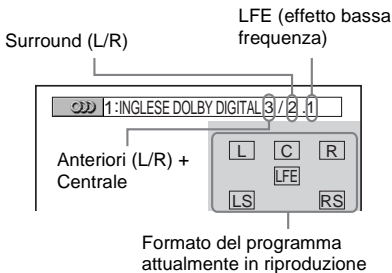 LFE (effetto bassa
frequenza)
Surround (L/R)
1:INGLESE DOLBY DIGITAL 3 / 2 .1
Anteriori (L/R) +
Centrale
L C R
LFE
LS RS
Formato del programma
attualmente in riproduzione